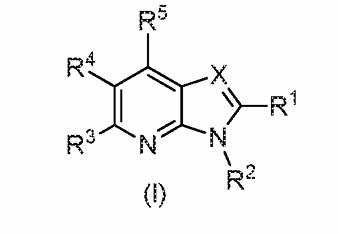 R⁵
R⁴ X
R¹
R³ N N
R²
(I)